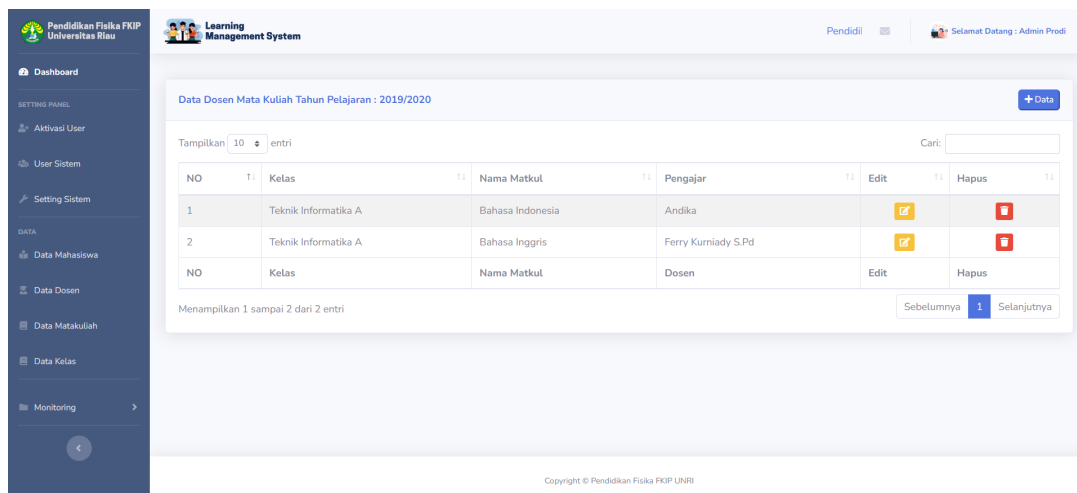 Pendidikan Fisika FKIP
Universitas Riau
Dashboard
SETTING PANEL
Aktivasi User
User Sistem
Setting Sistem
DATA
Data Mahasiswa
Data Dosen
Data Matakuliah
Data Kelas
Monitoring
Learning
Management System
Pendidil
Selamat Datang : Admin Prodi
Data Dosen Mata Kuliah Tahun Pelajaran : 2019/2020
+ Data
Tampilkan 10 entri
Cari:
NO Kelas Nama Matkul Pengajar Edit Hapus
1 Teknik Informatika A Bahasa Indonesia Andika
2 Teknik Informatika A Bahasa Inggris Ferry Kurniady S.Pd
NO Kelas Nama Matkul Dosen Edit Hapus
Menampilkan 1 sampai 2 dari 2 entri
Sebelumnya 1 Selanjutnya
Copyright © Pendidikan Fisika FKIP UNRI